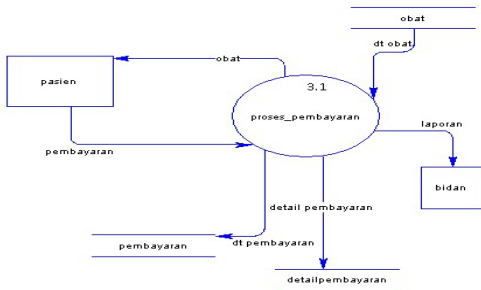 obat
dt obat
obat
pasien
3.1
proses_pembayaran
laporan
pembayaran
bidan
detail pembayaran
dt pembayaran
pembayaran
detailpembayaran